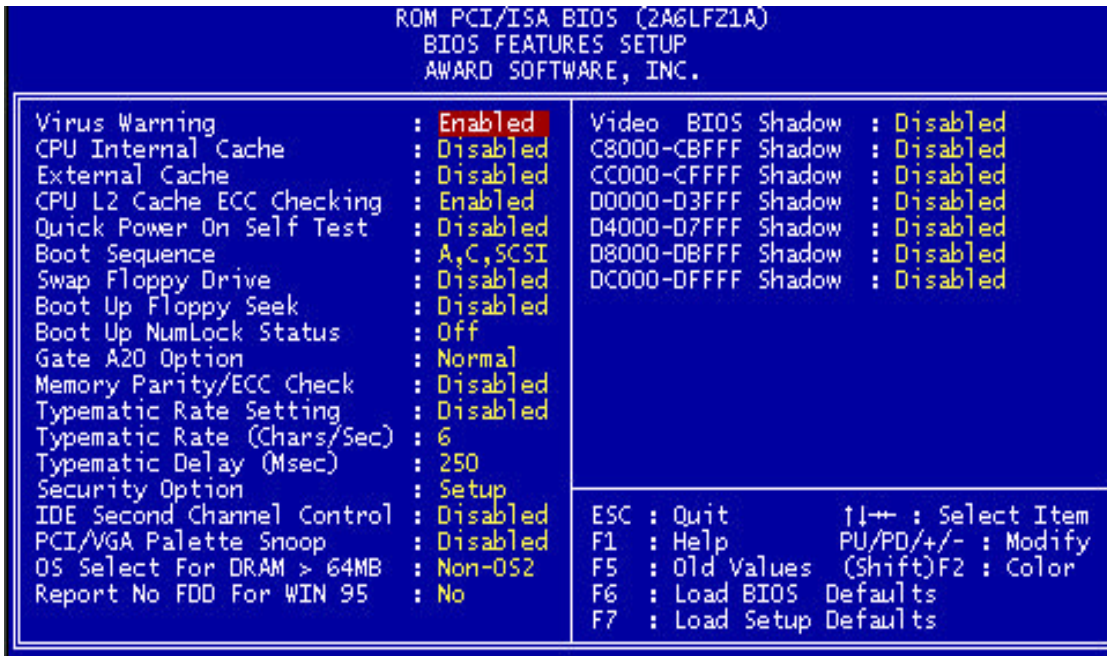 ROM PCI/ISA BIOS (2A6LFZ1A)
BIOS FEATURES SETUP
AWARD SOFTWARE, INC.
Virus Warning : Enabled
CPU Internal Cache : Disabled
External Cache : Disabled
CPU L2 Cache ECC Checking : Enabled
Quick Power On Self Test : Disabled
Boot Sequence : A,C,SCSI
Swap Floppy Drive : Disabled
Boot Up Floppy Seek : Disabled
Boot Up NumLock Status : Off
Gate A20 Option : Normal
Memory Parity/ECC Check : Disabled
Typematic Rate Setting : Disabled
Typematic Rate (Chars/Sec) : 6
Typematic Delay (Msec) : 250
Security Option : Setup
IDE Second Channel Control : Disabled
PCI/VGA Palette Snoop : Disabled
OS Select For DRAM > 64MB : Non-OS2
Report No FDD For WIN 95 : No
Video BIOS Shadow : Disabled
C8000-CBFFF Shadow : Disabled
CC000-CFFFF Shadow : Disabled
D0000-D3FFF Shadow : Disabled
D4000-D7FFF Shadow : Disabled
D8000-DBFFF Shadow : Disabled
DC000-DFFFF Shadow : Disabled
ESC : Quit ↑↓→← : Select Item
F1 : Help PU/PD/+/- : Modify
F5 : Old Values (Shift)F2 : Color
F6 : Load BIOS Defaults
F7 : Load Setup Defaults